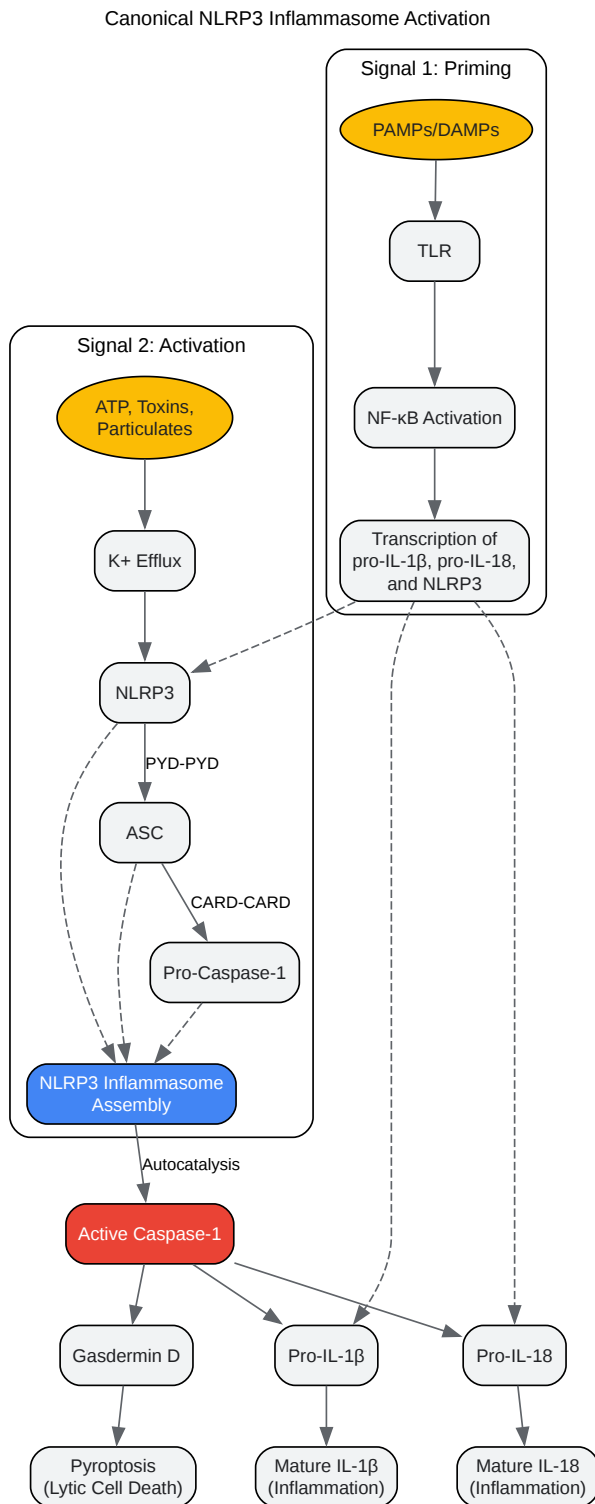 Canonical NLRP3 Inflammasome Activation
Signal 1: Priming
PAMPs/DAMPs
TLR
NF-κB Activation
Transcription of
pro-IL-1β, pro-IL-18,
and NLRP3
Signal 2: Activation
ATP, Toxins,
Particulates
K+ Efflux
NLRP3
PYD-PYD
ASC
CARD-CARD
Pro-Caspase-1
NLRP3 Inflammasome
Assembly
Autocatalysis
Active Caspase-1
Gasdermin D
Pro-IL-1β
Pro-IL-18
Pyroptosis
(Lytic Cell Death)
Mature IL-1β
(Inflammation)
Mature IL-18
(Inflammation)